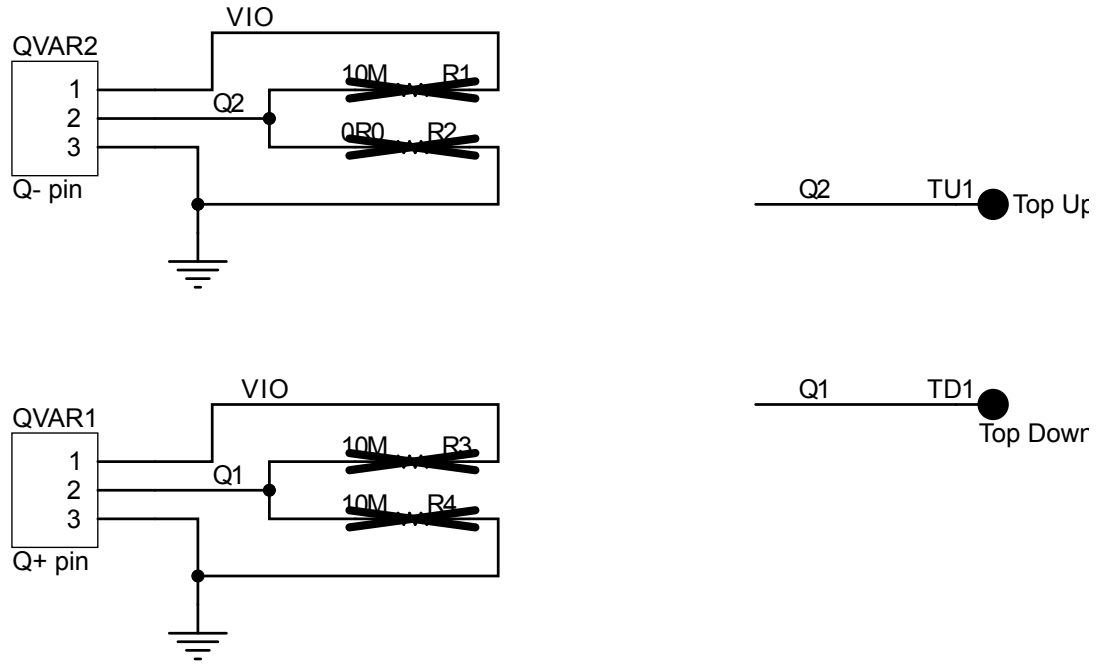 VIO
QVAR2
1
2
3
Q- pin
Q2
10M R1
0R0 R2
Q2 TU1
Top Up
VIO
QVAR1
1
2
3
Q+ pin
Q1
10M R3
10M R4
Q1 TD1
Top Down